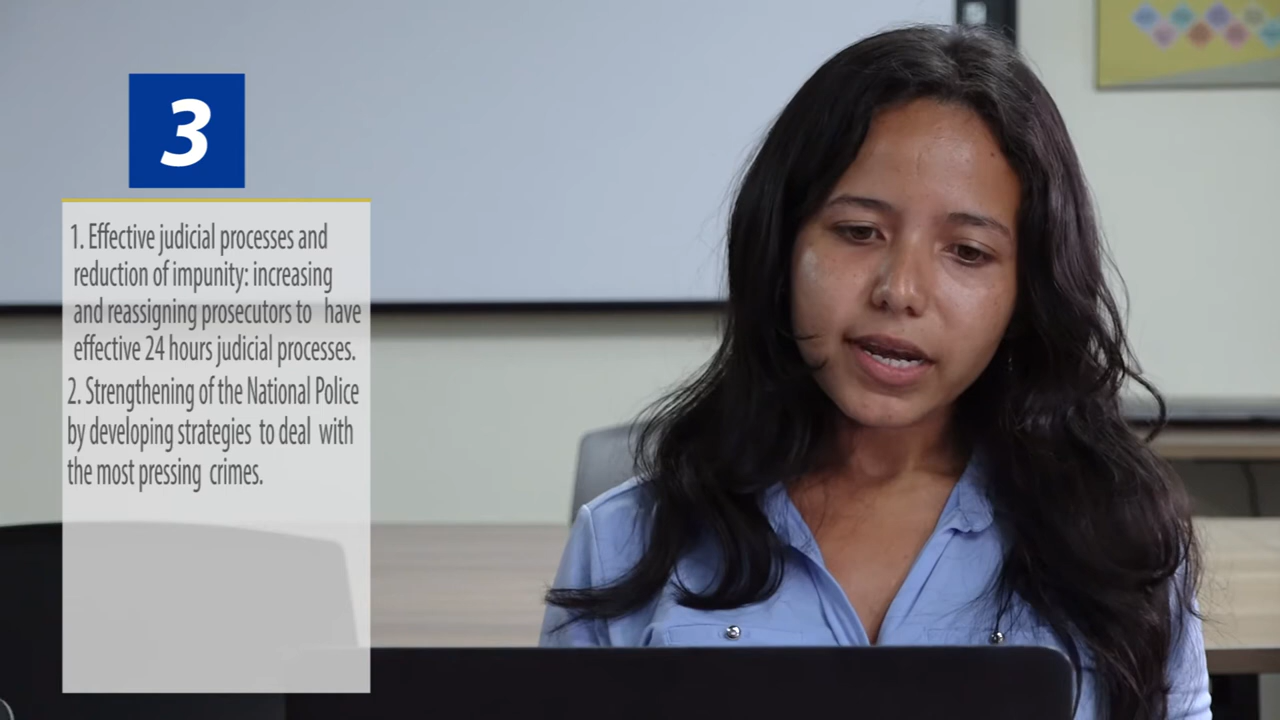 3
1. Effective judicial processes and
reduction of impunity: increasing
and reassigning prosecutors to have
effective 24 hours judicial processes.
2. Strengthening of the National Police
by developing strategies to deal with
the most pressing crimes.